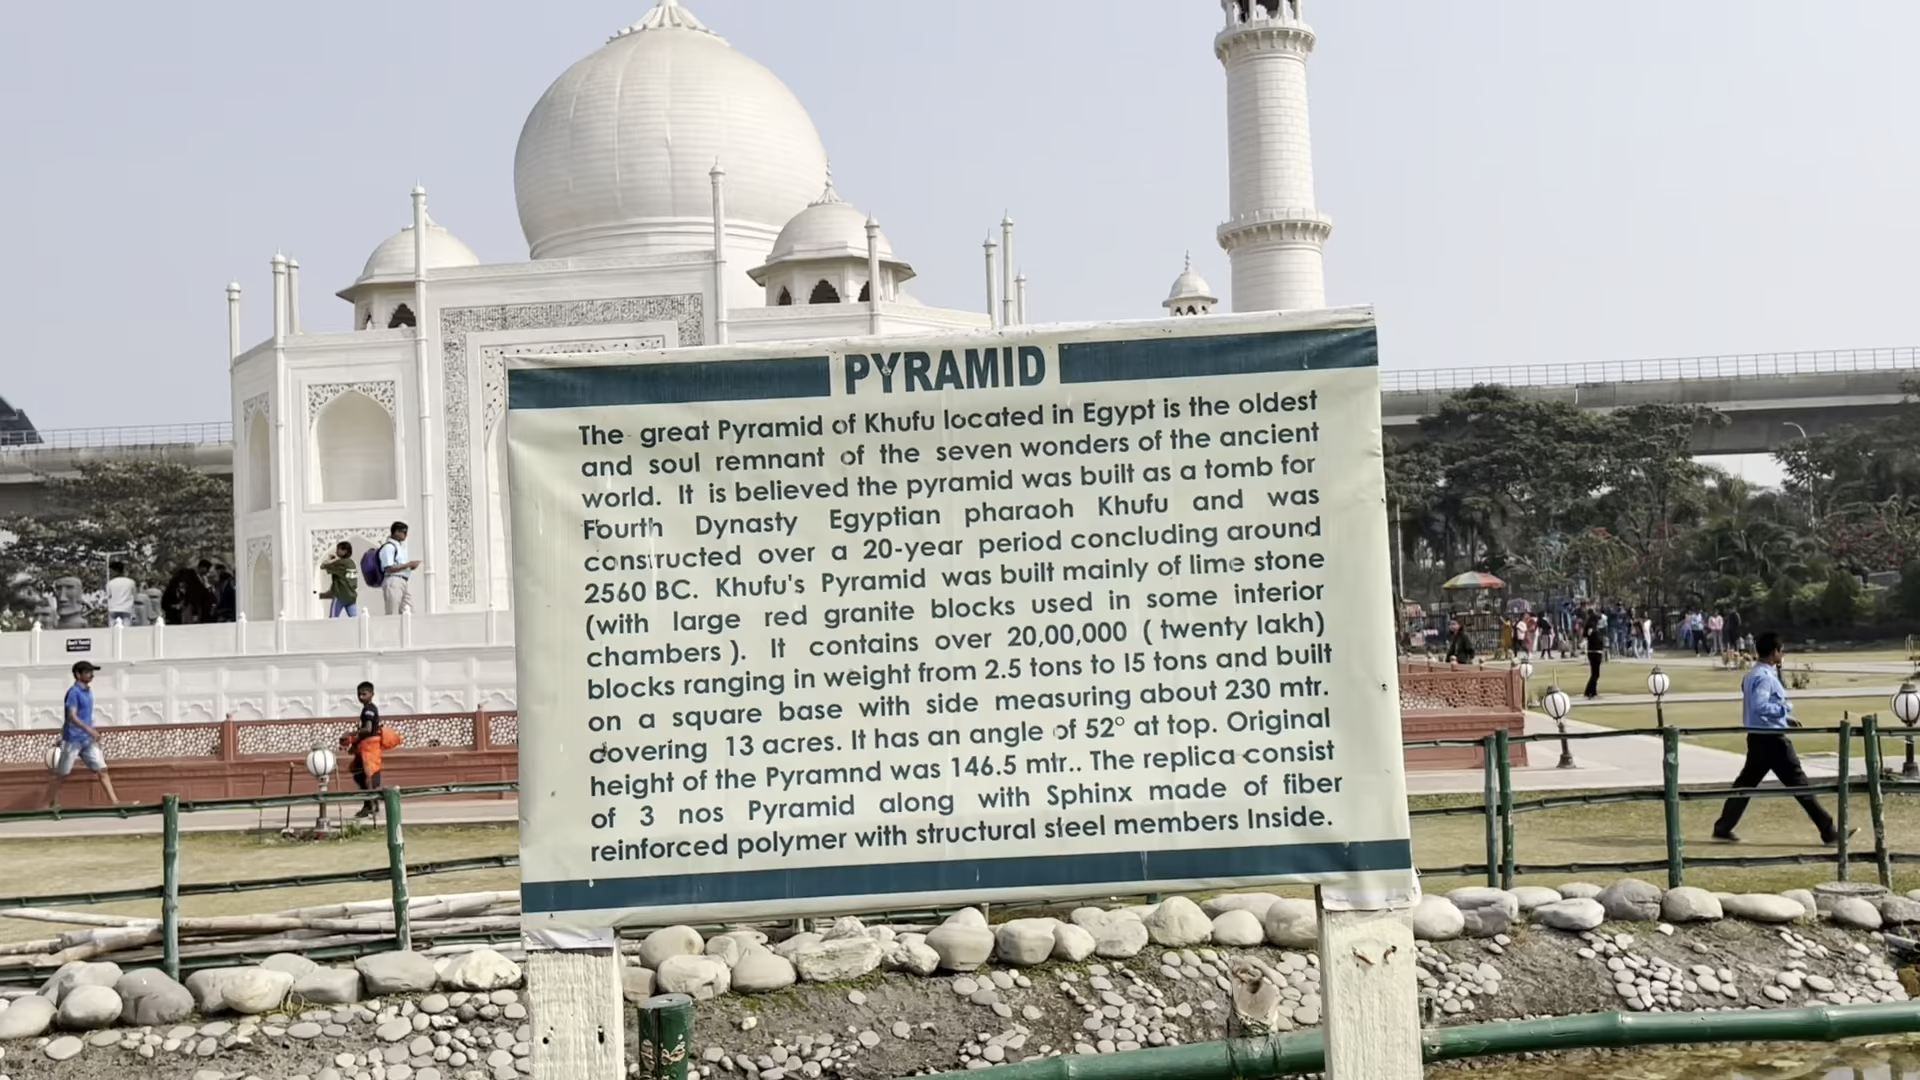 PYRAMID
The great Pyramid of Khufu located in Egypt is the oldest
and soul remnant of the seven wonders of the ancient
world. It is believed the pyramid was built as a tomb for
Fourth Dynasty Egyptian pharaoh Khufu and was
constructed over a 20-year period concluding around
2560 BC. Khufu's Pyramid was built mainly of lime stone
(with large red granite blocks used in some interior
chambers ). It contains over 20,00,000 ( twenty lakh)
blocks ranging in weight from 2.5 tons to 15 tons and built
on a square base with side measuring about 230 mtr.
covering 13 acres. It has an angle of 52° at top. Original
height of the Pyramnd was 146.5 mtr.. The replica consist
of 3 nos Pyramid along with Sphinx made of fiber
reinforced polymer with structural steel members Inside.